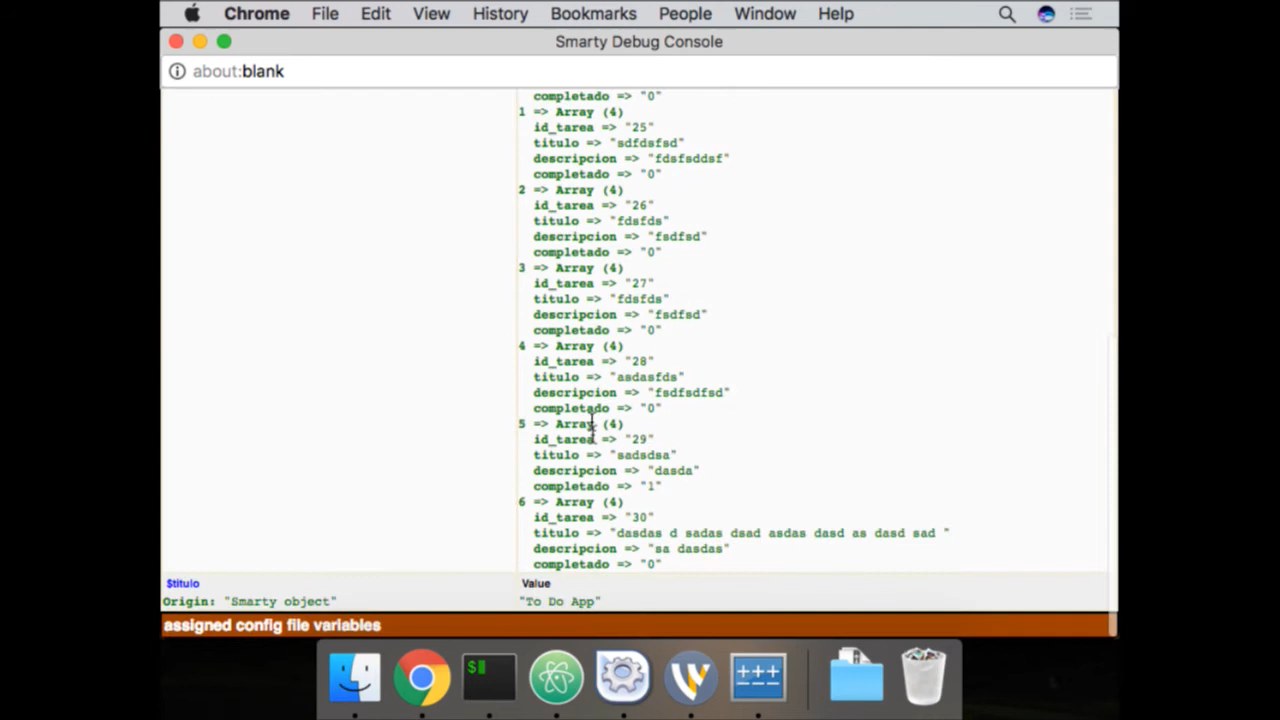 Chrome File Edit View History Bookmarks People Window Help
Smarty Debug Console
about:blank
completado => "0"
1 => Array (4)
id_tarea => "25"
titulo => "sdfdsfsd"
descripcion => "fdsfsddsf"
completado => "0"
2 => Array (4)
id_tarea => "26"
titulo => "fdsfds"
descripcion => "fsdfsd"
completado => "0"
3 => Array (4)
id_tarea => "27"
titulo => "fdsfds"
descripcion => "fsdfsd"
completado => "0"
4 => Array (4)
id_tarea => "28"
titulo => "asdasfds"
descripcion => "fsdfsdfsd"
completado => "0"
5 => Array (4)
id_tarea => "29"
titulo => "sadsdsa"
descripcion => "dasda"
completado => "1"
6 => Array (4)
id_tarea => "30"
titulo => "dasdas d sadas dsad asdas dasd as dasd sad "
descripcion => "sa dasdas"
completado => "0"
$titulo Value
Origin: "Smarty object" "To Do App"
assigned config file variables
$
+++